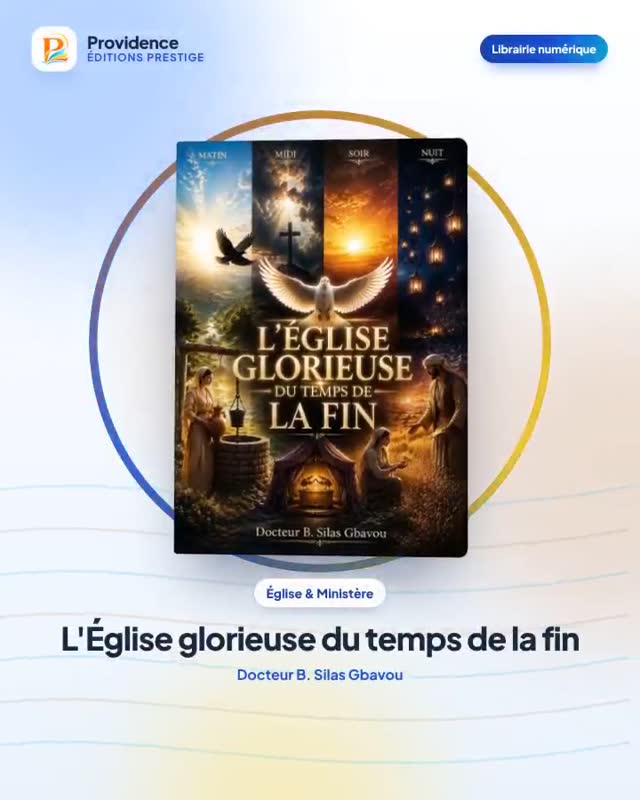 Providence
ÉDITIONS PRESTIGE
Librairie numérique
MATIN
MIDI
SOIR
NUIT
L'ÉGLISE
GLORIEUSE
DU TEMPS DE
LA FIN
Docteur B. Silas Gbavou
Église & Ministère
L'Église glorieuse du temps de la fin
Docteur B. Silas Gbavou